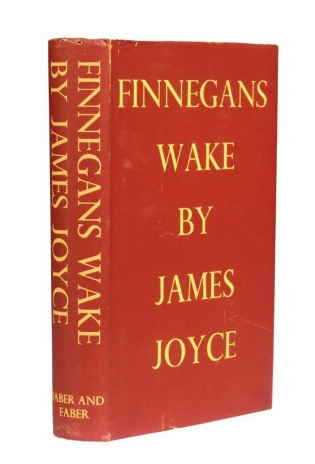 FINNEGANS WAKE
BY JAMES JOYCE
FABER AND
FABER
FINNEGANS
WAKE
BY
JAMES
JOYCE